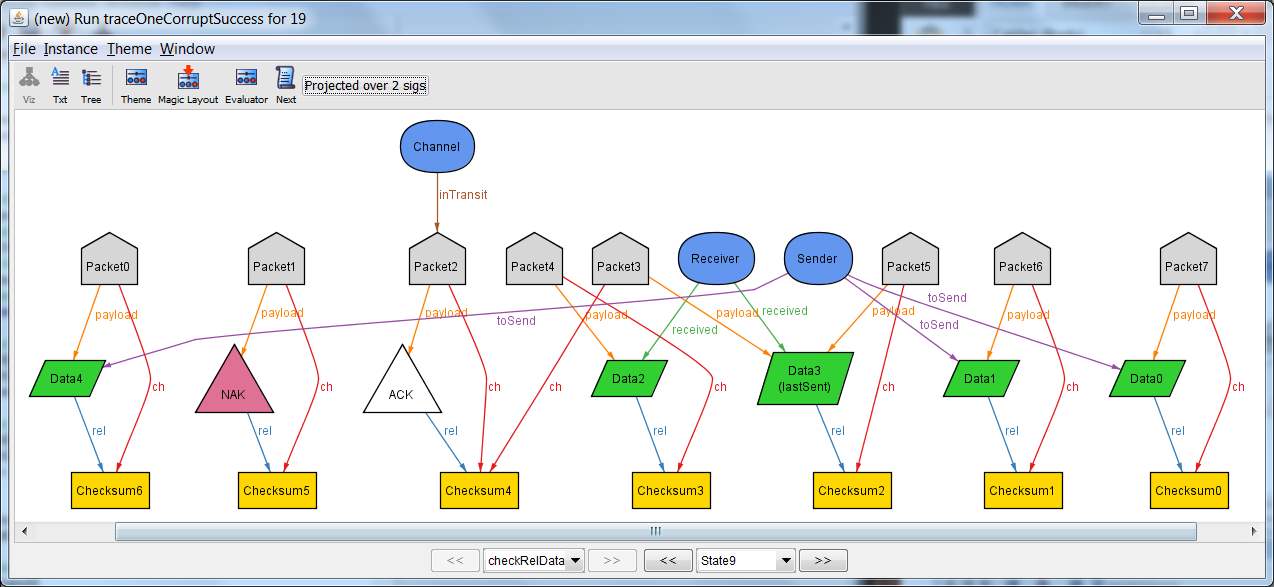 (new) Run traceOneCorruptSuccess for 19
File Instance Theme Window
Viz Txt Tree Theme Magic Layout Evaluator Next Projected over 2 sigs
Channel
inTransit
Packet0 Packet1 Packet2 Packet4 Packet3 Receiver Sender Packet5 Packet6 Packet7
toSend
payload payload payload payload received payload payload payload
toSend toSend
received
Data4 NAK ACK Data2 Data3 Data1 Data0
(lastSent)
ch ch ch ch ch ch ch ch
rel rel rel rel rel rel rel
Checksum6 Checksum5 Checksum4 Checksum3 Checksum2 Checksum1 Checksum0
<< checkRelData >> << State9 >>